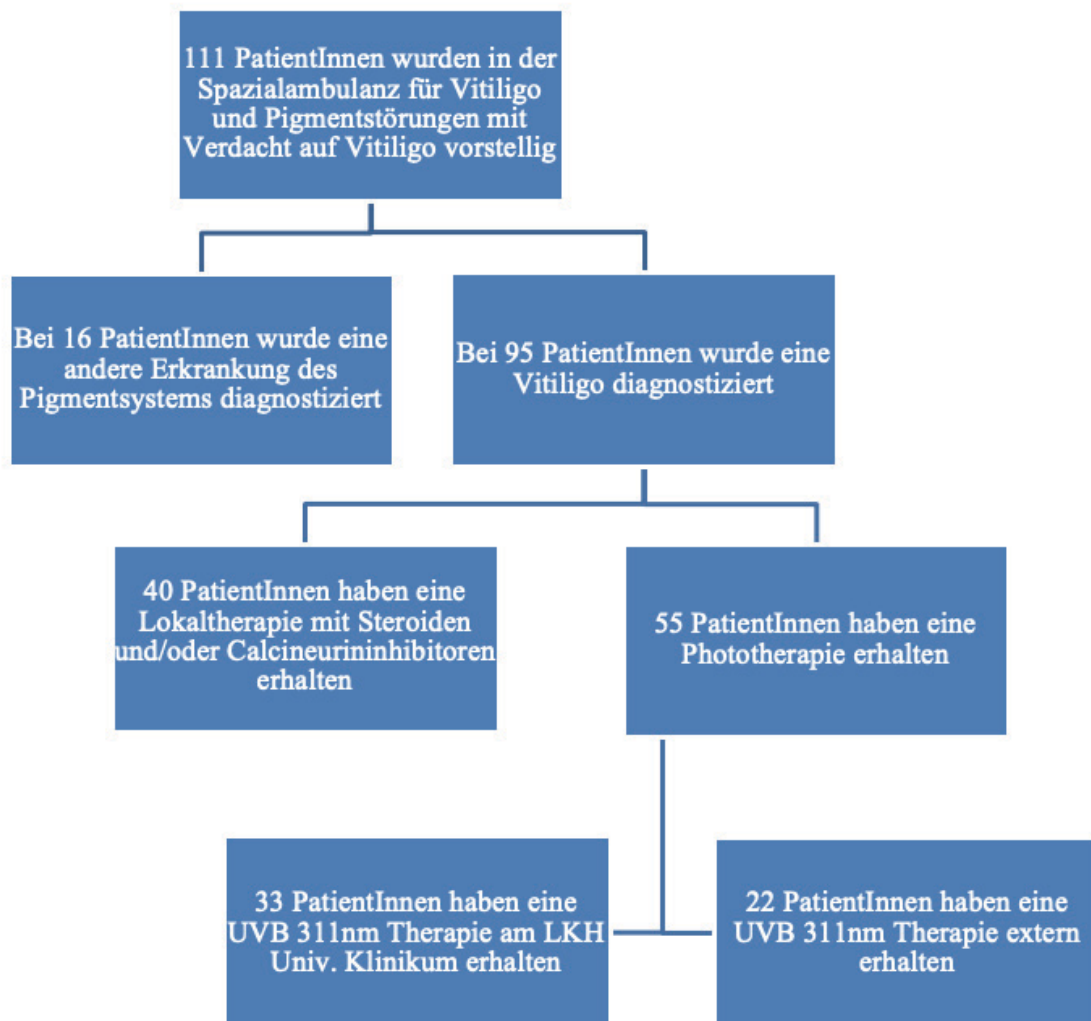 111 PatientInnen wurden in der
Spazialambulanz für Vitiligo
und Pigmentstörungen mit
Verdacht auf Vitiligo vorstellig
Bei 16 PatientInnen wurde eine
andere Erkrankung des
Pigmentsystems diagnostiziert
Bei 95 PatientInnen wurde eine
Vitiligo diagnostiziert
40 PatientInnen haben eine
Lokaltherapie mit Steroiden
und/oder Calcineurininhibitoren
erhalten
55 PatientInnen haben eine
Phototherapie erhalten
33 PatientInnen haben eine
UVB 311nm Therapie am LKH
Univ. Klinikum erhalten
22 PatientInnen haben eine
UVB 311nm Therapie extern
erhalten